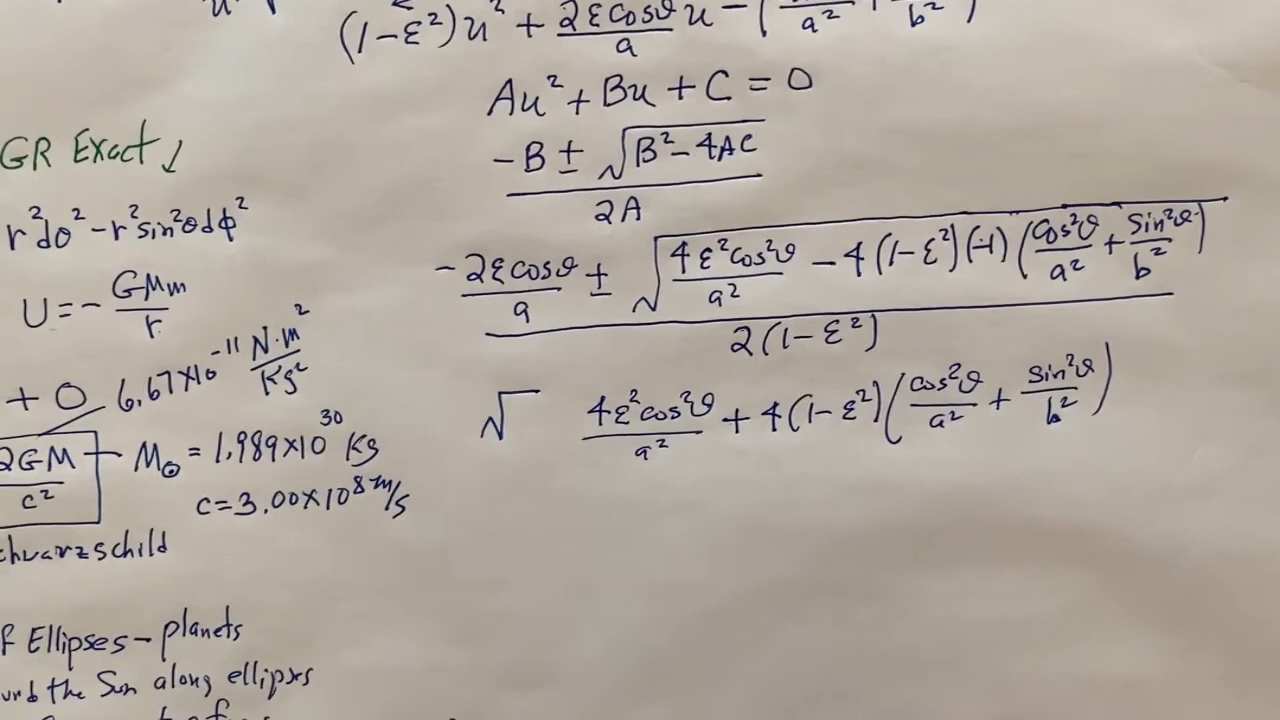 (1-ε²)u² + 2εcosθ/a u - (
a² b²
Au² + Bu + C = 0
-B ± √(B²-4AC)
2A
GR Exact ↓
r²dθ² - r²sin²θdϕ²
U = - GMm/r
+ 0 6.67×10⁻¹¹ N·m²/Kg²
2GM/c² M☉ = 1.989×10³⁰ Kg
c = 3.00×10⁸ m/s
chwarzschild
f Ellipses - planets
the Sun along ellipses
-2εcosθ/a ± √(4ε²cos²θ/a² - 4(1-ε²)(-1)(cos²θ/a² + sin²θ/b²))
2(1-ε²)
√ 4ε²cos²θ/a² + 4(1-ε²)(cos²θ/a² + sin²θ/b²)